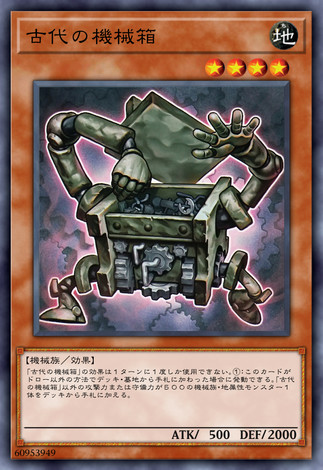 古代の機械箱
地
【機械族／効果】
「古代の機械箱」の効果は１ターンに１度しか使用できない。①：このカードが
ドロー以外の方法でデッキ・墓地から手札に加わった場合に発動できる。「古代
の機械箱」以外の攻撃力または守備力が５００の機械族・地属性モンスター１
体をデッキから手札に加える。
ATK/ 500 DEF/2000
60953949